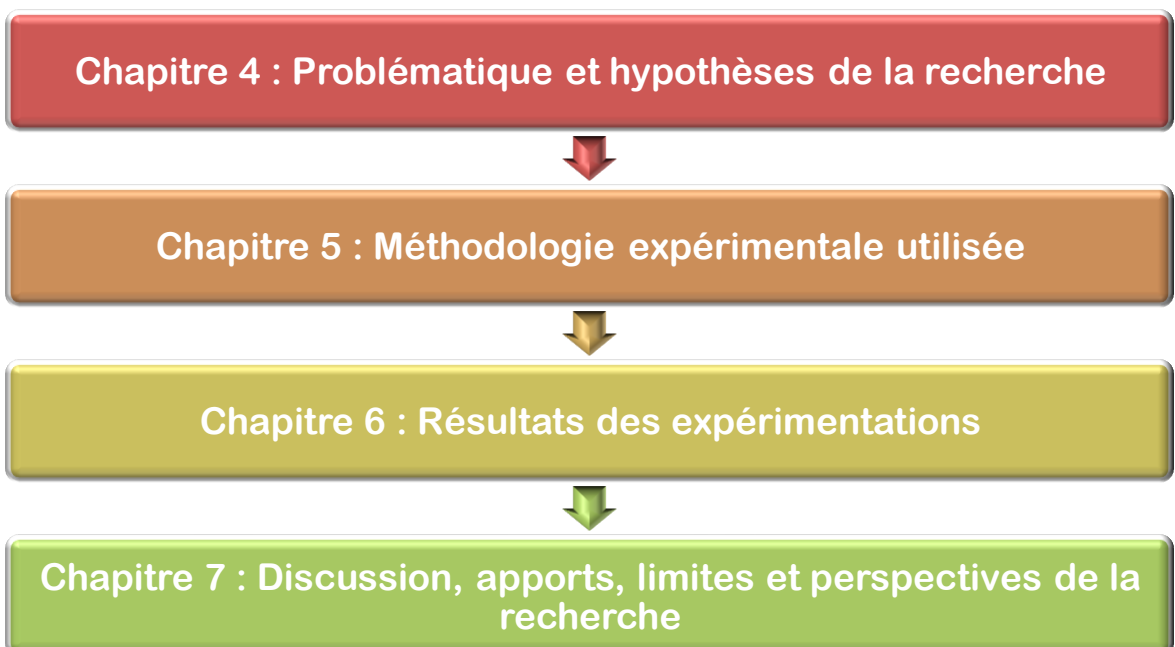 Chapitre 4 : Problématique et hypothèses de la recherche
Chapitre 5 : Méthodologie expérimentale utilisée
Chapitre 6 : Résultats des expérimentations
Chapitre 7 : Discussion, apports, limites et perspectives de la
recherche